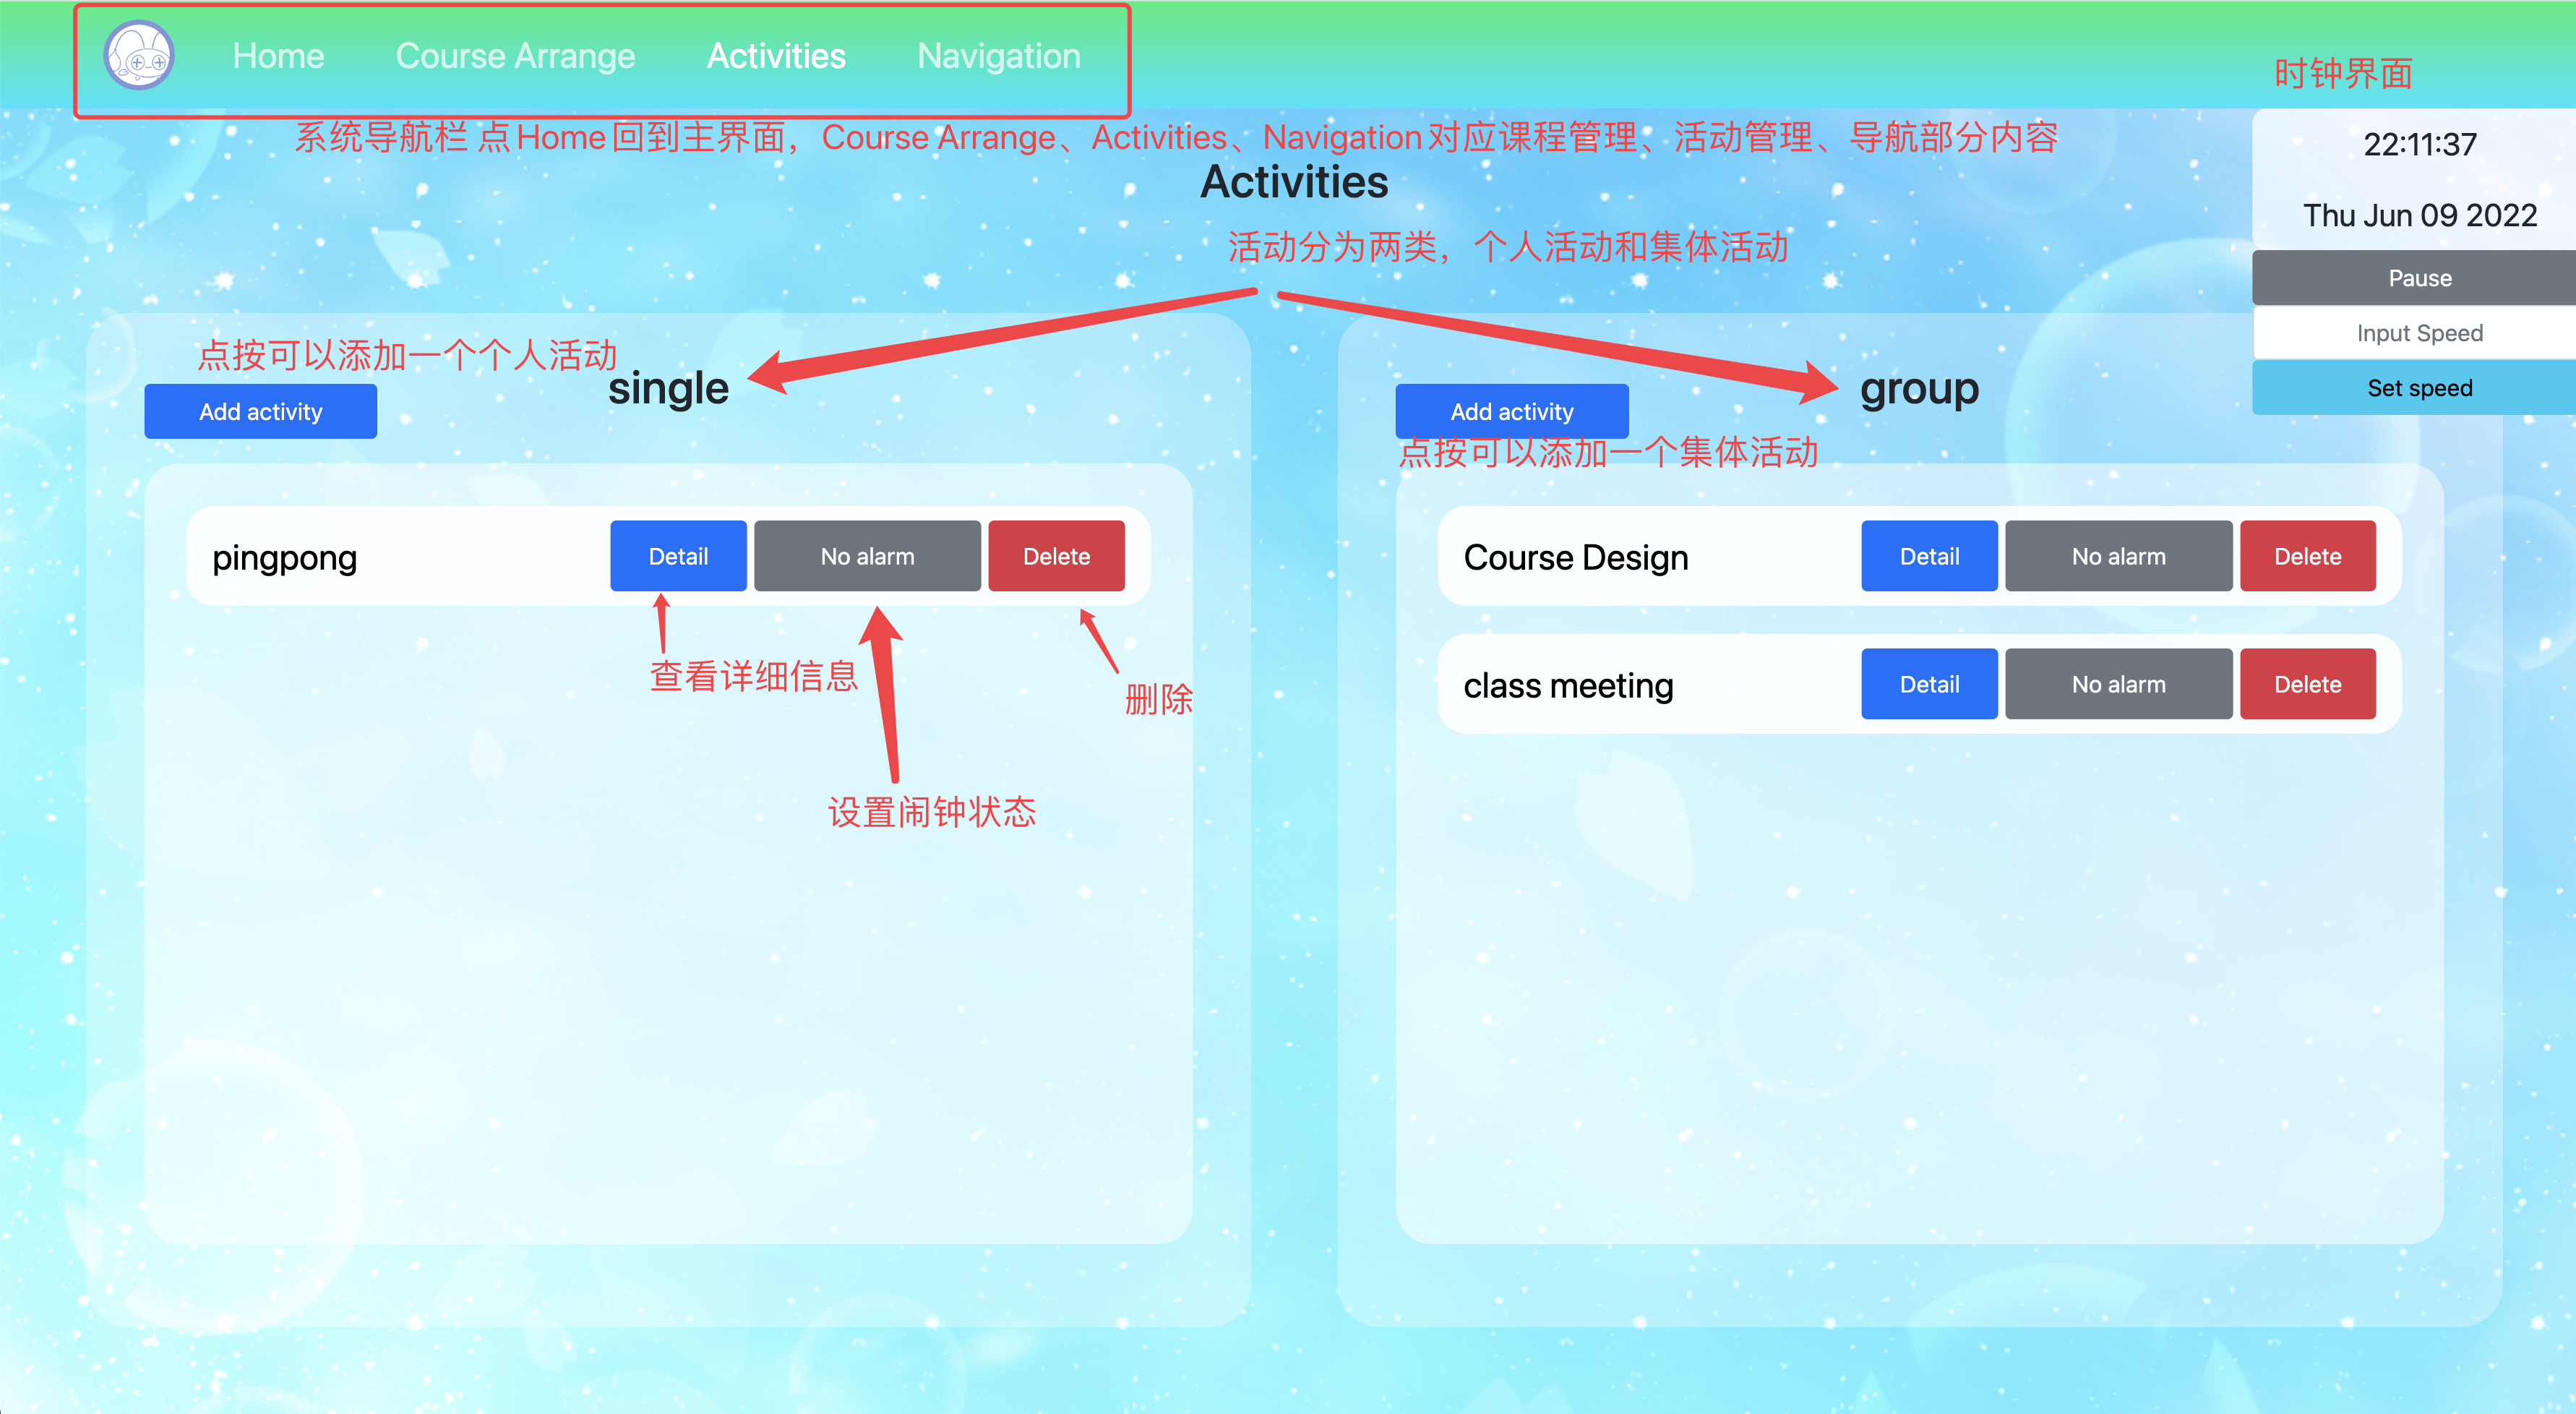 Home Course Arrange Activities Navigation
时钟界面
系统导航栏 点Home回到主界面，Course Arrange、Activities、Navigation对应课程管理、活动管理、导航部分内容
22:11:37
Activities
Thu Jun 09 2022
活动分为两类，个人活动和集体活动
Pause
Input Speed
Set speed
点按可以添加一个个人活动
single
Add activity
group
Add activity
点按可以添加一个集体活动
pingpong Detail No alarm Delete
查看详细信息
删除
设置闹钟状态
Course Design Detail No alarm Delete
class meeting Detail No alarm Delete